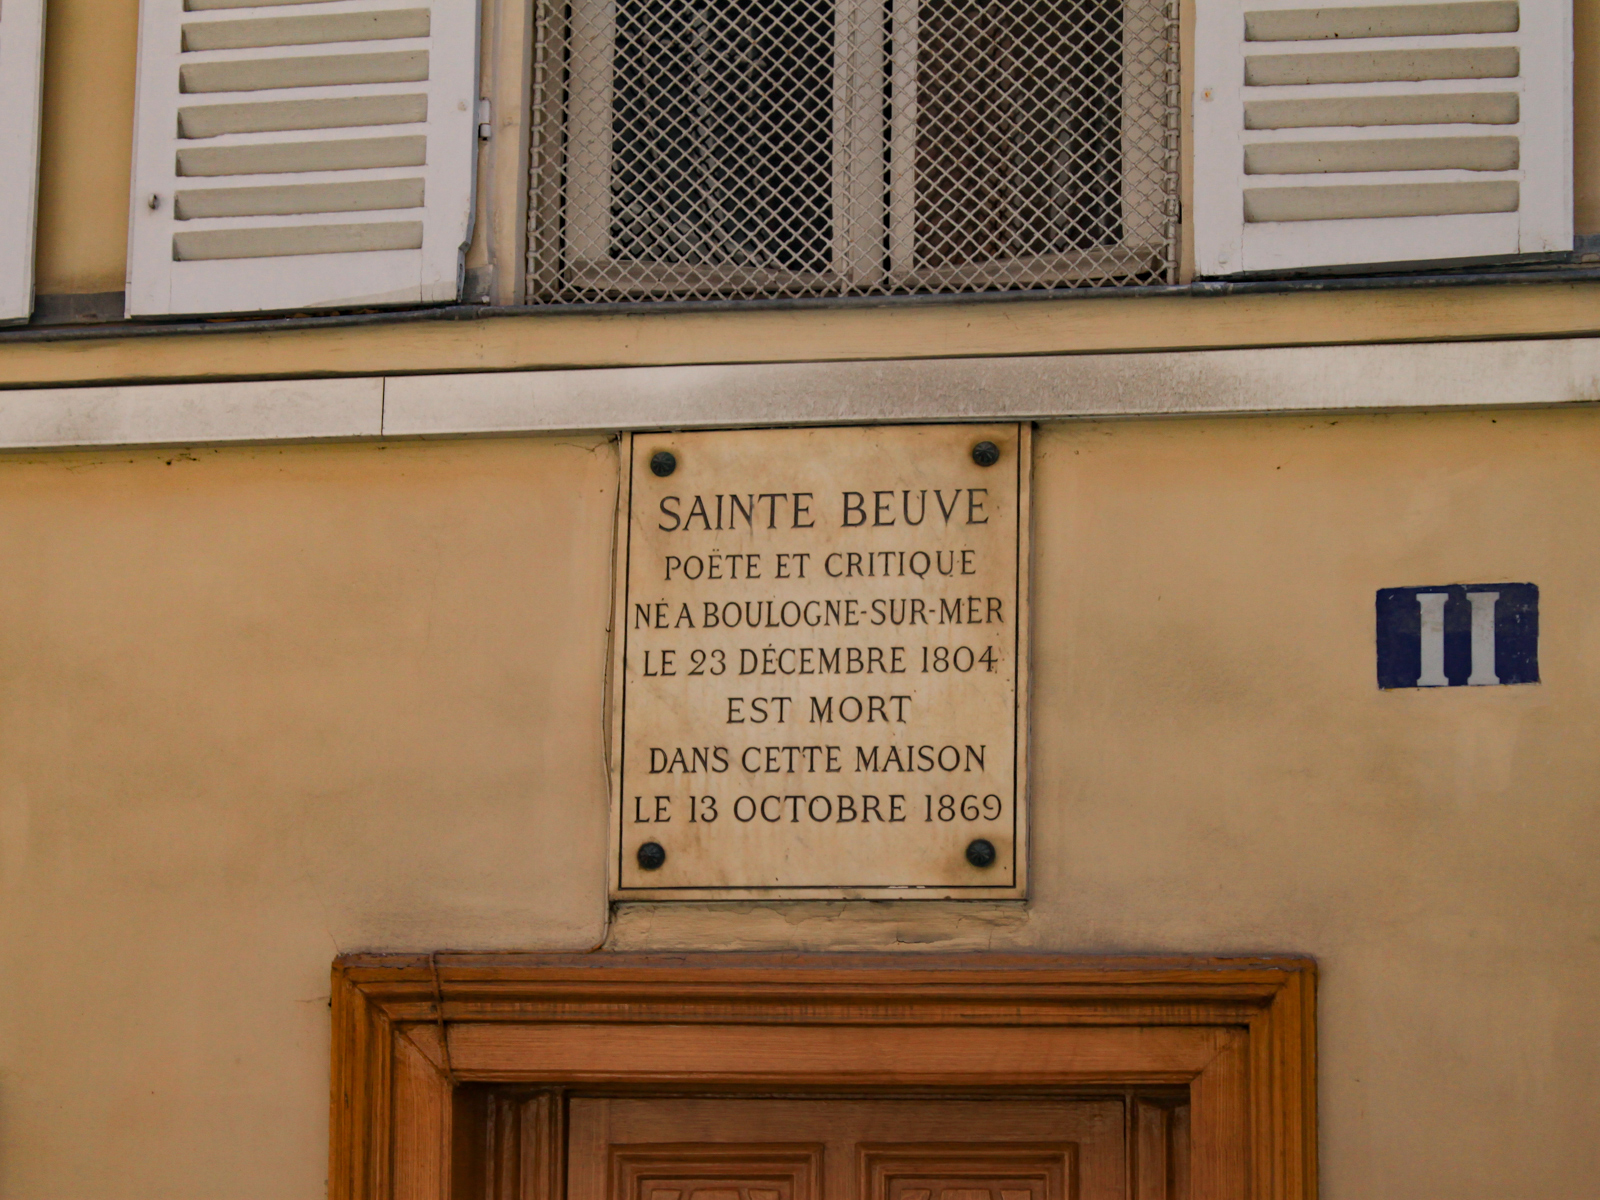 SAINTE BEUVE
POËTE ET CRITIQUE
NÉ A BOULOGNE-SUR-MER
LE 23 DÉCEMBRE 1804
EST MORT
DANS CETTE MAISON
LE 13 OCTOBRE 1869
11